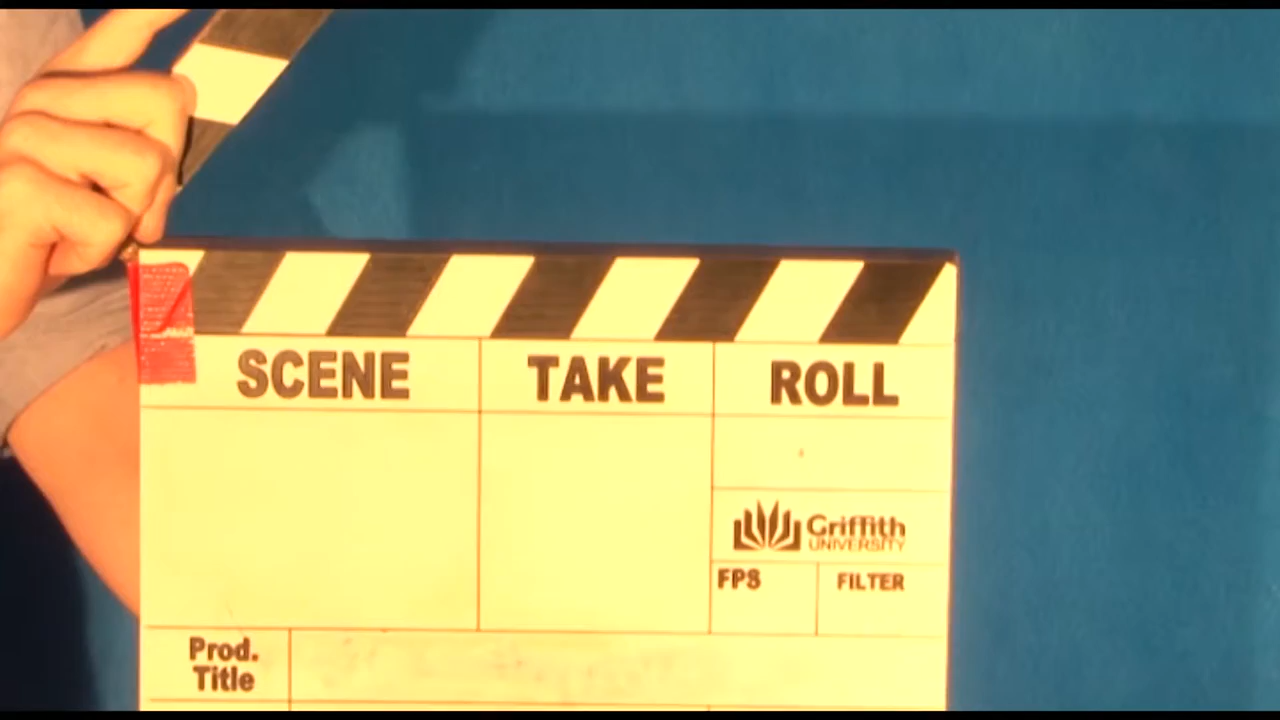 SCENE TAKE ROLL
Griffith
UNIVERSITY
FPS FILTER
Prod.
Title